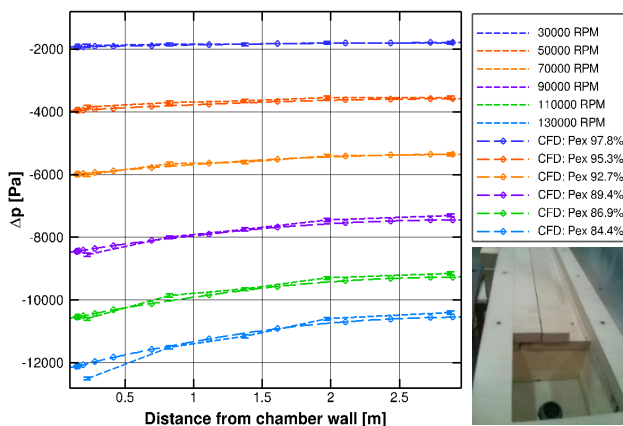 -2000
-4000
-6000
-8000
-10000
-12000
Δp [Pa]
0.5
1
1.5
2
2.5
Distance from chamber wall [m]
30000 RPM
50000 RPM
70000 RPM
90000 RPM
110000 RPM
130000 RPM
CFD: Pex 97.8%
CFD: Pex 95.3%
CFD: Pex 92.7%
CFD: Pex 89.4%
CFD: Pex 86.9%
CFD: Pex 84.4%